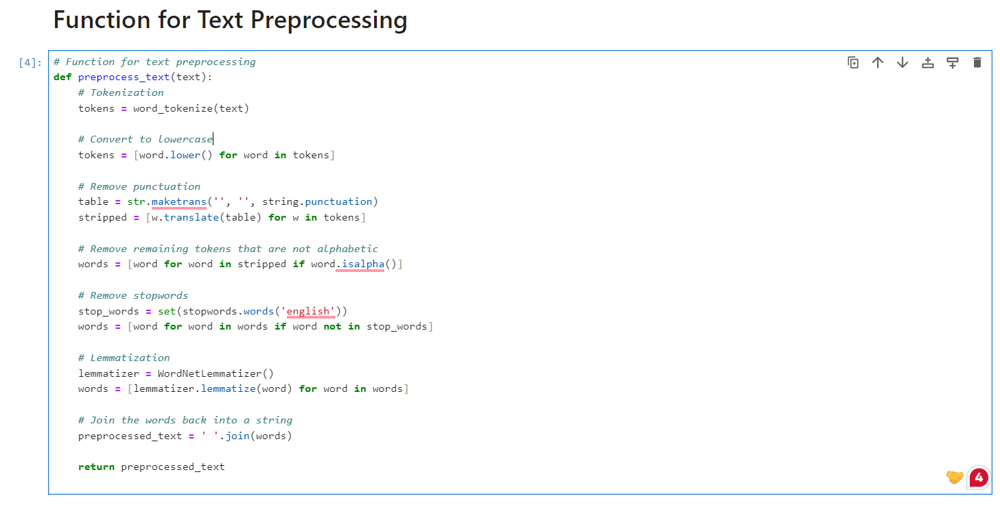 Function for Text Preprocessing
[4]:
# Function for text preprocessing
def preprocess_text(text):
    # Tokenization
    tokens = word_tokenize(text)

    # Convert to lowercase
    tokens = [word.lower() for word in tokens]

    # Remove punctuation
    table = str.maketrans('', '', string.punctuation)
    stripped = [w.translate(table) for w in tokens]

    # Remove remaining tokens that are not alphabetic
    words = [word for word in stripped if word.isalpha()]

    # Remove stopwords
    stop_words = set(stopwords.words('english'))
    words = [word for word in words if word not in stop_words]

    # Lemmatization
    lemmatizer = WordNetLemmatizer()
    words = [lemmatizer.lemmatize(word) for word in words]

    # Join the words back into a string
    preprocessed_text = ' '.join(words)

    return preprocessed_text
4